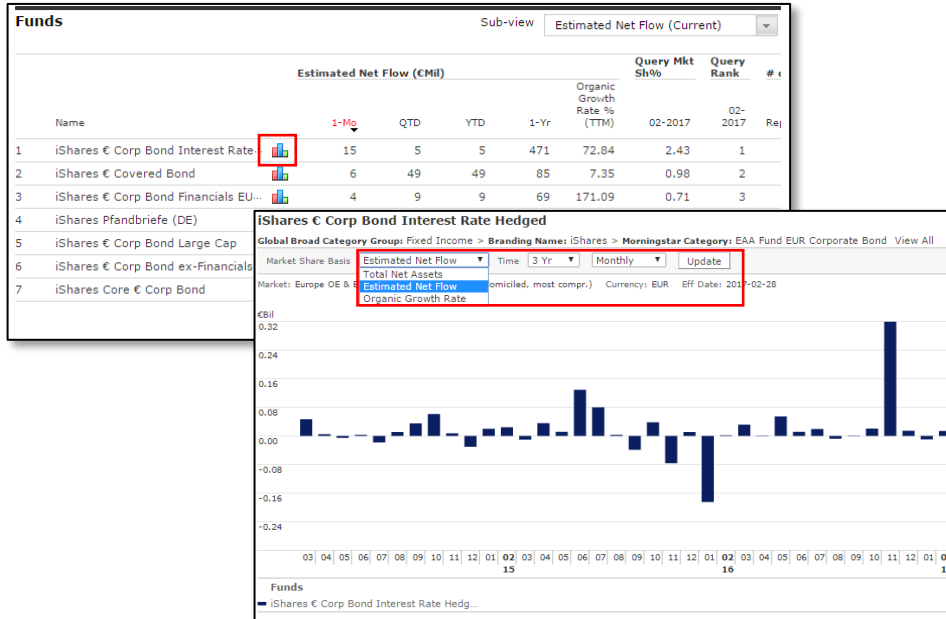 Funds
Sub-view Estimated Net Flow (Current)
Estimated Net Flow (€Mil) Query Mkt Sh% Query Rank #
Name 1-Mo QTD YTD 1-Yr Organic Growth Rate % (TTM) 02-2017 02-2017
1 iShares € Corp Bond Interest Rate... 15 5 5 471 72.84 2.43 1
2 iShares € Covered Bond 6 49 49 85 7.35 0.98 2
3 iShares € Corp Bond Financials EU... 4 9 9 69 171.09 0.71 3
4 iShares Pfandbriefe (DE)
5 iShares € Corp Bond Large Cap
6 iShares € Corp Bond ex-Financials
7 iShares Core € Corp Bond
iShares € Corp Bond Interest Rate Hedged
Global Broad Category Group: Fixed Income > Branding Name: iShares > Morningstar Category: EAA Fund EUR Corporate Bond View All
Market Share Basis Estimated Net Flow Time 3 Yr Monthly Update
Total Net Assets
Estimated Net Flow
Organic Growth Rate
Market: Europe OE & omiciled, most compr.) Currency: EUR Eff Date: 2017-02-28
€Bil
0.32
0.24
0.16
0.08
0.00
-0.08
-0.16
-0.24
03 04 05 06 07 08 09 10 11 12 01 02 03 04 05 06 07 08 09 10 11 12 01 02 03 04 05 06 07 08 09 10 11 12 01
15 16
Funds
iShares € Corp Bond Interest Rate Hedg...